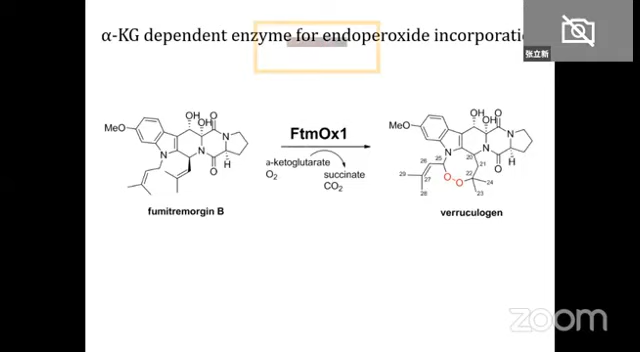 α-KG dependent enzyme for endoperoxide incorporati
张立新
FtmOx1
a-ketoglutarate
O2
succinate
CO2
MeO
OH
OH
O
N
N
N
H
O
fumitremorgin B
MeO
OH
OH
O
N
N
N
H
O
O
O
20
21
22
23
24
25
26
27
28
29
verruculogen
zoom